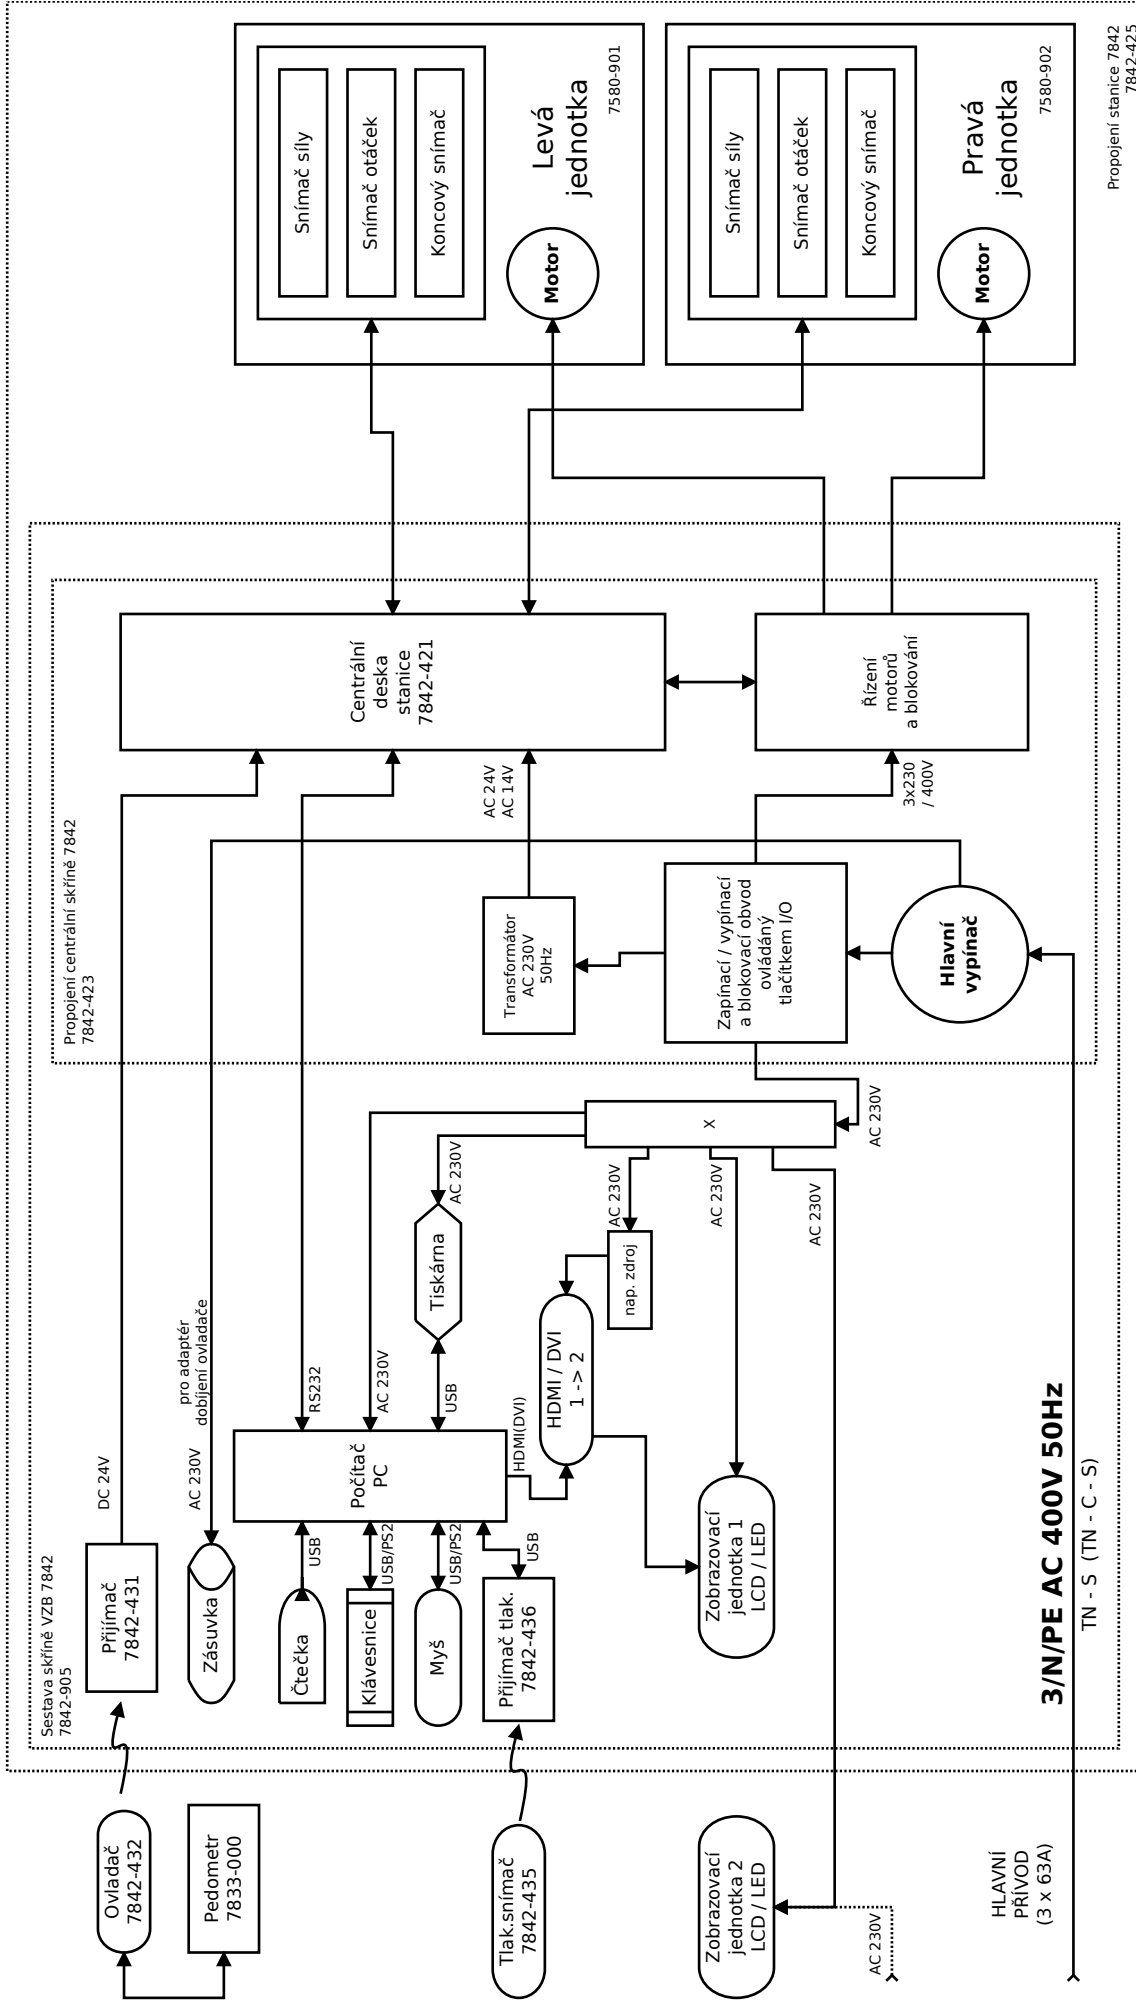 Propojení stanice 7842
7842-425
Sestava skříně VZB 7842
7842-905
Propojení centrální skříně 7842
7842-423
Ovladač
7842-432
Pedometr
7833-000
Tlak.snímač
7842-435
Zobrazovací
jednotka 2
LCD / LED
AC 230V
HLAVNÍ
PŘÍVOD
(3 x 63A)
Přijímač
7842-431
DC 24V
Zásuvka
AC 230V
pro adaptér
dobíjení ovladače
Čtečka
USB
Klávesnice
USB/PS2
Myš
USB/PS2
Přijímač tlak.
7842-436
USB
Počítač
PC
RS232
AC 230V
USB
HDMI(DVI)
Tiskárna
AC 230V
HDMI / DVI
1 -> 2
nap. zdroj
AC 230V
Zobrazovací
jednotka 1
LCD / LED
AC 230V
AC 230V
X
AC 230V
3/N/PE AC 400V 50Hz
TN - S (TN - C - S)
Transformátor
AC 230V
50Hz
AC 24V
AC 14V
Zapínací / vypínací
a blokovací obvod
ovládáný
tlačítkem I/O
Hlavní
vypínač
3x230
/ 400V
Centrální
deska
stanice
7842-421
Řízení
motorů
a blokování
Snímač síly
Snímač otáček
Koncový snímač
Motor
Levá
jednotka
7580-901
Snímač síly
Snímač otáček
Koncový snímač
Motor
Pravá
jednotka
7580-902